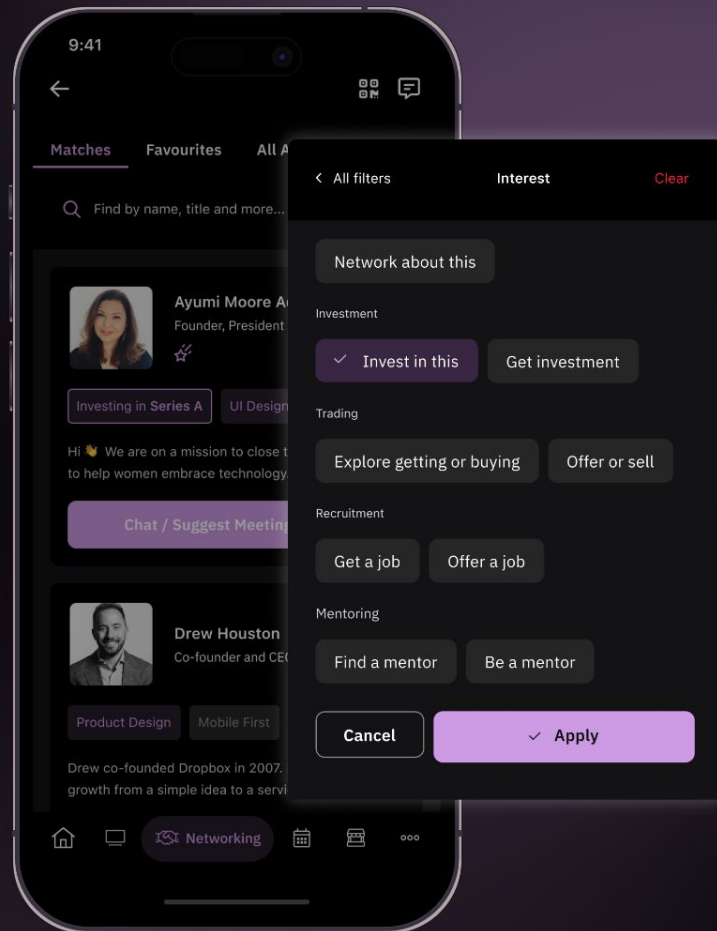 9:41
Matches Favourites All
Find by name, title and more...
Ayumi Moore
Founder, President
Investing in Series A UI Design
Hi 👋 We are on a mission to close
to help women embrace technology.
Chat / Suggest Meeting
Drew Houston
Co-founder and CEO
Product Design Mobile First
Drew co-founded Dropbox in 2007.
growth from a simple idea to a
Networking
All filters Interest Clear
Network about this
Investment
Invest in this Get investment
Trading
Explore getting or buying Offer or sell
Recruitment
Get a job Offer a job
Mentoring
Find a mentor Be a mentor
Cancel Apply